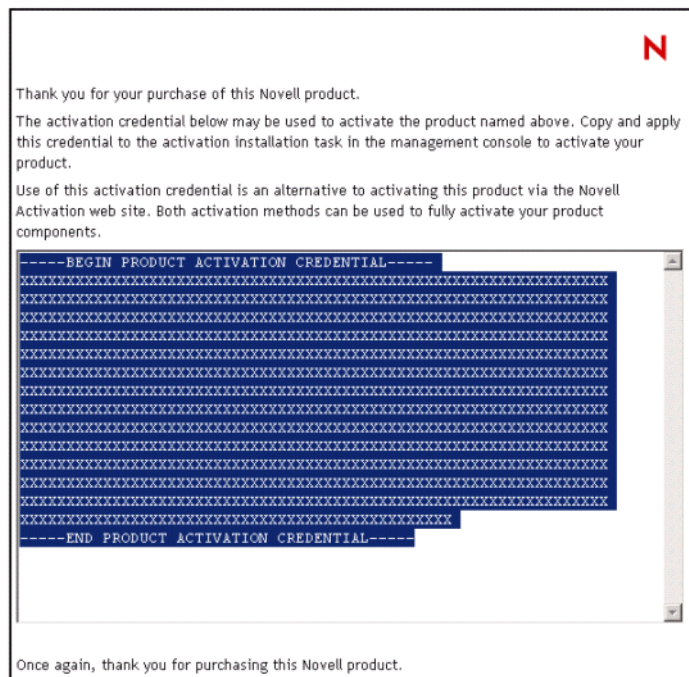 N
Thank you for your purchase of this Novell product.
The activation credential below may be used to activate the product named above. Copy and apply
this credential to the activation installation task in the management console to activate your
product.
Use of this activation credential is an alternative to activating this product via the Novell
Activation web site. Both activation methods can be used to fully activate your product
components.
-----BEGIN PRODUCT ACTIVATION CREDENTIAL-----
XXXXXXXXXXXXXXXXXXXXXXXXXXXXXXXXXXXXXXXXXXXXXXXXXXXXXXXXXXXXXXXX
XXXXXXXXXXXXXXXXXXXXXXXXXXXXXXXXXXXXXXXXXXXXXXXXXXXXXXXXXXXXXXXX
XXXXXXXXXXXXXXXXXXXXXXXXXXXXXXXXXXXXXXXXXXXXXXXXXXXXXXXXXXXXXXXX
XXXXXXXXXXXXXXXXXXXXXXXXXXXXXXXXXXXXXXXXXXXXXXXXXXXXXXXXXXXXXXXX
XXXXXXXXXXXXXXXXXXXXXXXXXXXXXXXXXXXXXXXXXXXXXXXXXXXXXXXXXXXXXXXX
XXXXXXXXXXXXXXXXXXXXXXXXXXXXXXXXXXXXXXXXXXXXXXXXXXXXXXXXXXXXXXXX
XXXXXXXXXXXXXXXXXXXXXXXXXXXXXXXXXXXXXXXXXXXXXXXXXXXXXXXXXXXXXXXX
XXXXXXXXXXXXXXXXXXXXXXXXXXXXXXXXXXXXXXXXXXXXXXXXXXXXXXXXXXXXXXXX
XXXXXXXXXXXXXXXXXXXXXXXXXXXXXXXXXXXXXXXXXXXXXXXXXXXXXXXXXXXXXXXX
XXXXXXXXXXXXXXXXXXXXXXXXXXXXXXXXXXXXXXXXXXXXXXXXXXXXXXXXXXXXXXXX
XXXXXXXXXXXXXXXXXXXXXXXXXXXXXXXXXXXXXXXXXXXXXXXXXXXXXXXXXXXXXXXX
XXXXXXXXXXXXXXXXXXXXXXXXXXXXXXXXXXXXXXXXXXXXXXXXXXXXXXXXXXXXXXXX
XXXXXXXXXXXXXXXXXXXXXXXXXXXXXXXXXXXXXXXXXXXXXXXXXXXXXXXXXXXXXXXX
XXXXXXXXXXXXXXXXXXXXXXXXXXXXXXXXXXXXXXXXXXXXXXX
-----END PRODUCT ACTIVATION CREDENTIAL-----
Once again, thank you for purchasing this Novell product.